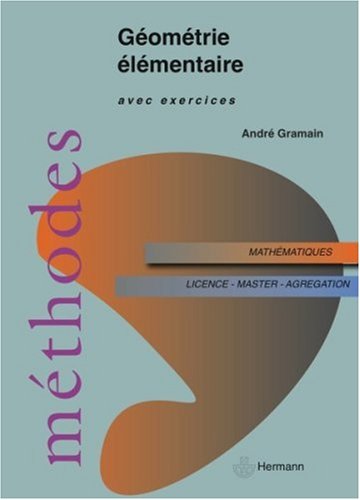 Géométrie
élémentaire
avec exercices
André Gramain
méthodes
MATHÉMATIQUES
LICENCE - MASTER - AGREGATION
Hermann